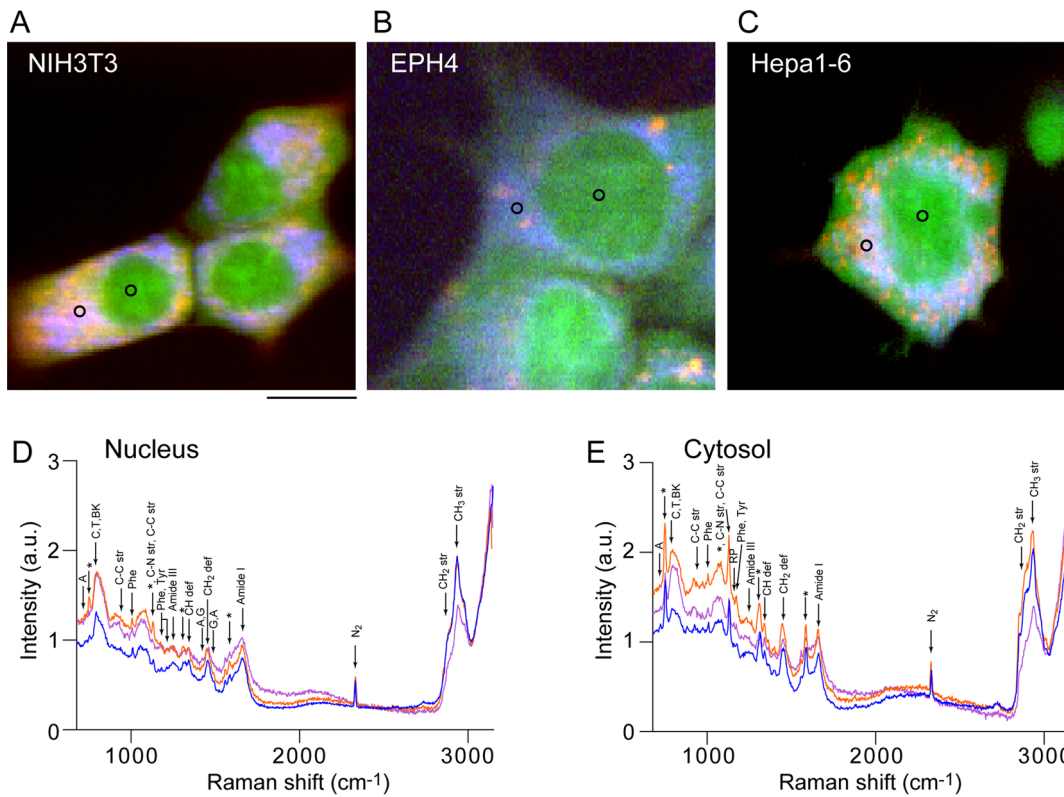 A
B
C
NIH3T3
EPH4
Hepa1-6
D
Nucleus
3
2
1
0
Intensity (a.u.)
A
*
C,T,BK
C-C str
Phe
*, C-N str, C-C str
Phe, Tyr
Amide III
*
CH def
A,G
CH2 def
G,A
*
Amide I
N2
CH2 str
CH3 str
1000
2000
3000
Raman shift (cm-1)
E
Cytosol
3
2
1
0
Intensity (a.u.)
A
*
C,T,BK
C-C str
Phe
*, C-N str, C-C str
RP
Phe, Tyr
Amide III
*
CH def
CH2 def
*
Amide I
N2
CH2 str
CH3 str
1000
2000
300
Raman shift (cm-1)